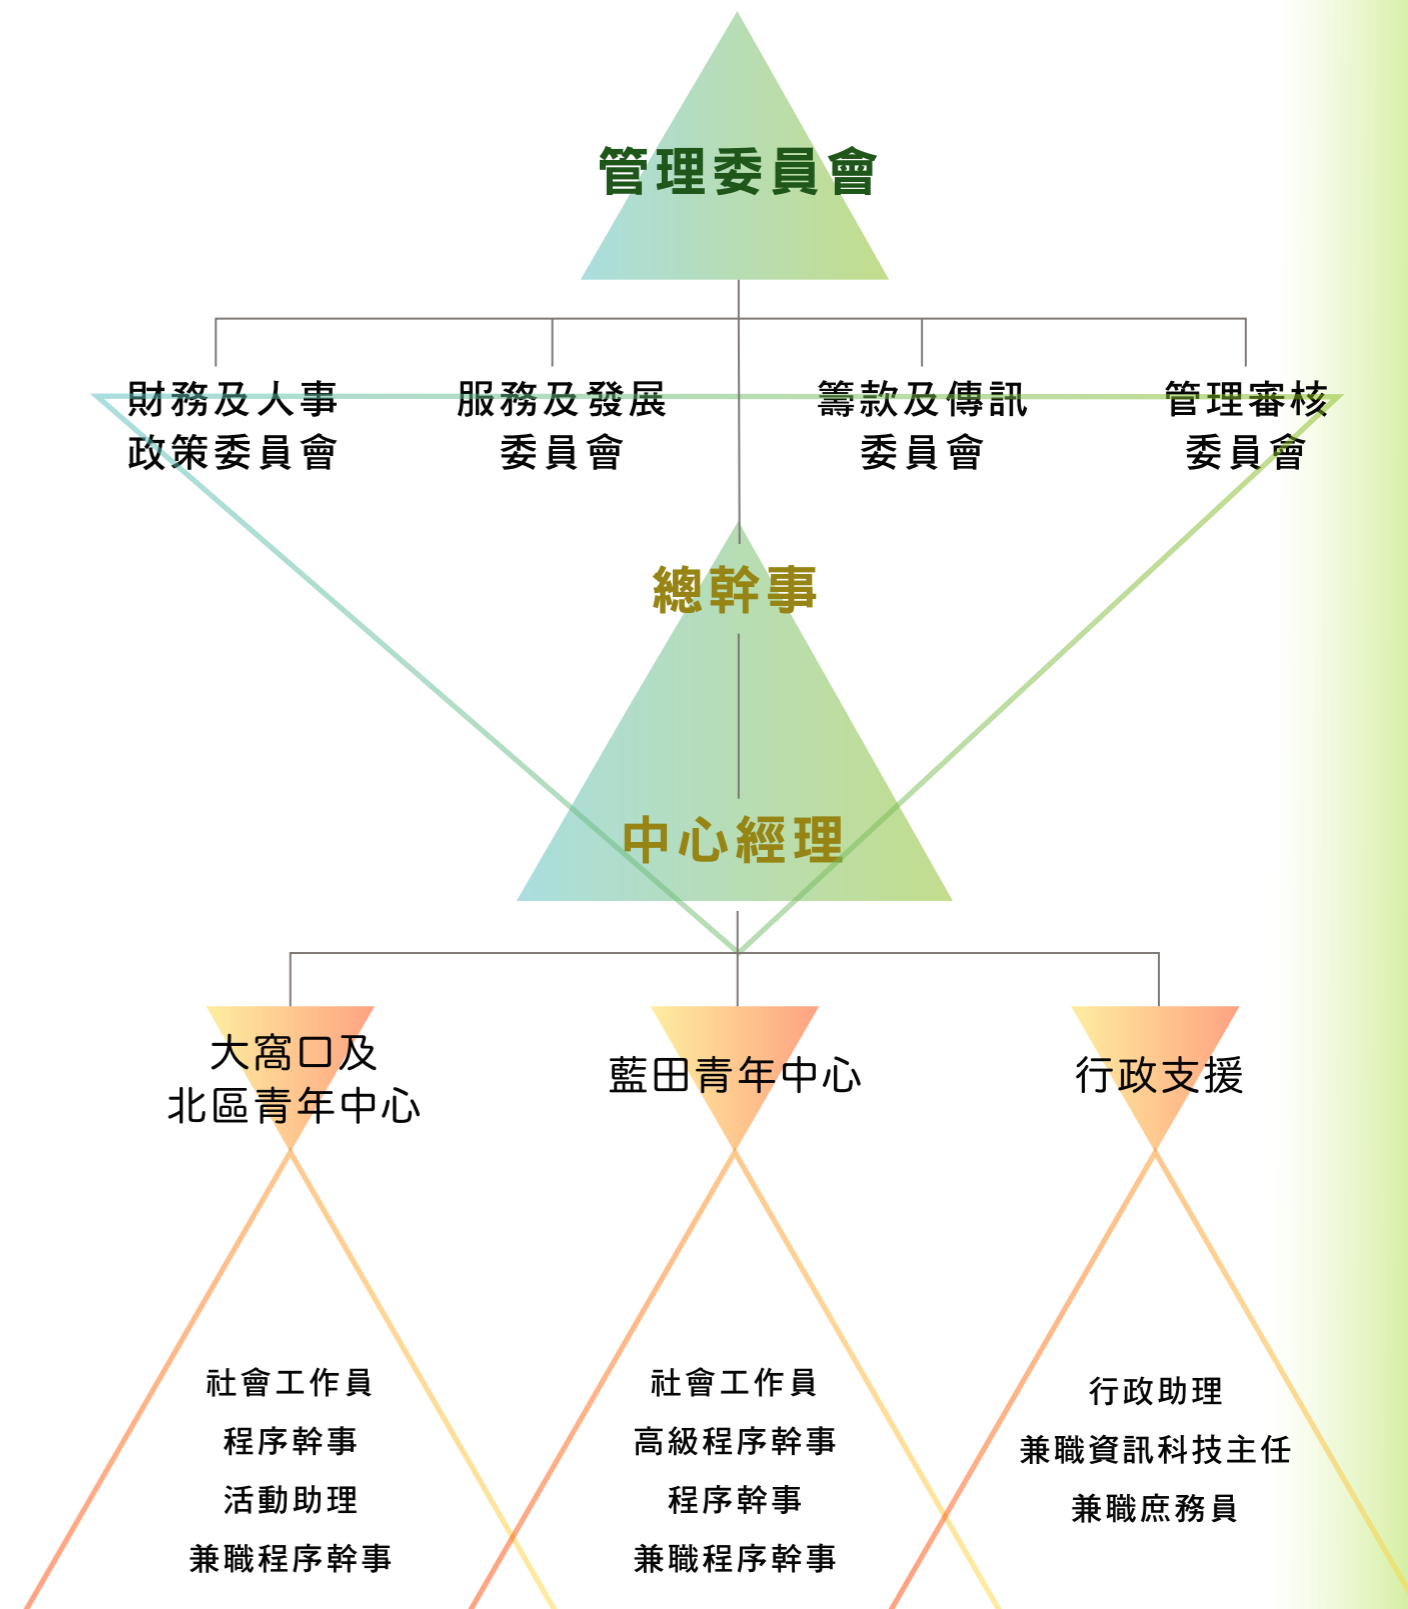 管理委員會
財務及人事
政策委員會
服務及發展
委員會
籌款及傳訊
委員會
管理審核
委員會
總幹事
中心經理
大窩口及
北區青年中心
藍田青年中心
行政支援
社會工作員
程序幹事
活動助理
兼職程序幹事
社會工作員
高級程序幹事
程序幹事
兼職程序幹事
行政助理
兼職資訊科技主任
兼職庶務員